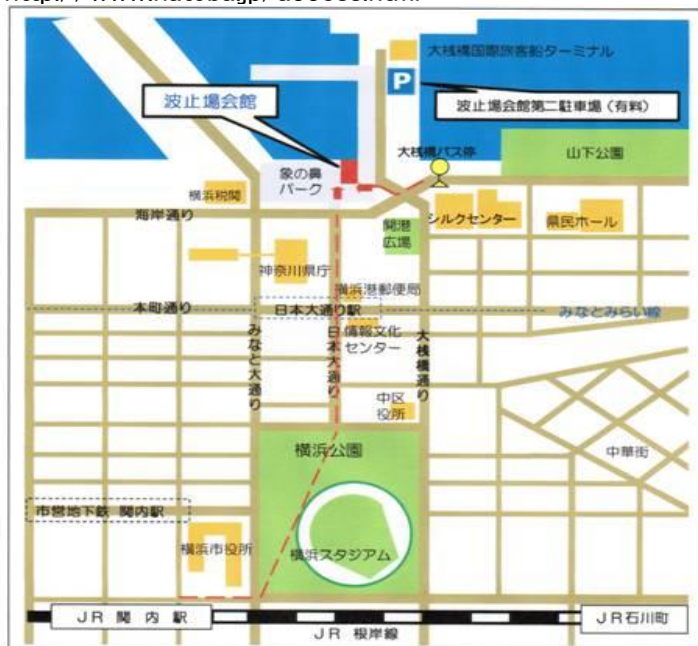 大桟橋国際旅客船ターミナル
P
波止場会館
波止場会館第二駐車場(有料)
大桟橋バス停
山下公園
象の鼻
パーク
横浜税関
海岸通り
シルクセンター
県民ホール
開港
広場
神奈川県庁
横浜港郵便局
本町通り
日本大通り駅
みなとみらい線
みなと大通り
日本大通り
情報文化
センター
大桟橋通り
中区
役所
横浜公園
中華街
市営地下鉄 関内駅
横浜市役所
横浜スタジアム
JR 関内駅
JR石川町
JR 根岸線